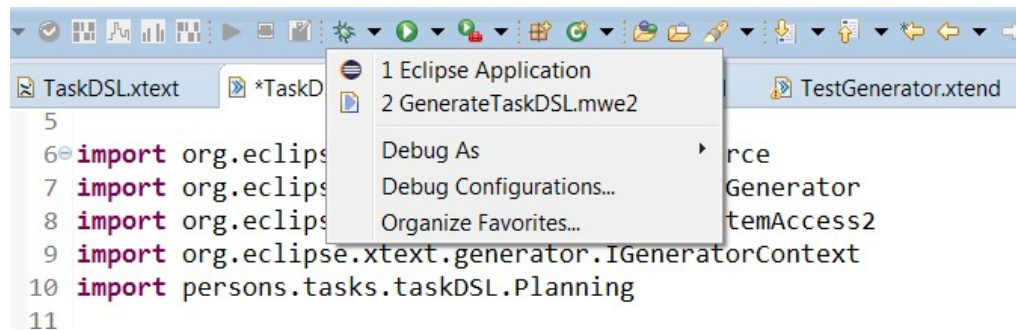 TaskDSL.xtext
*TaskD
TestGenerator.xtend
1 Eclipse Application
2 GenerateTaskDSL.mwe2
Debug As
Debug Configurations...
Organize Favorites...
5
6 import org.eclips rce
7 import org.eclips Generator
8 import org.eclips temAccess2
9 import org.eclipse.xtext.generator.IGeneratorContext
10 import persons.tasks.taskDSL.Planning
11